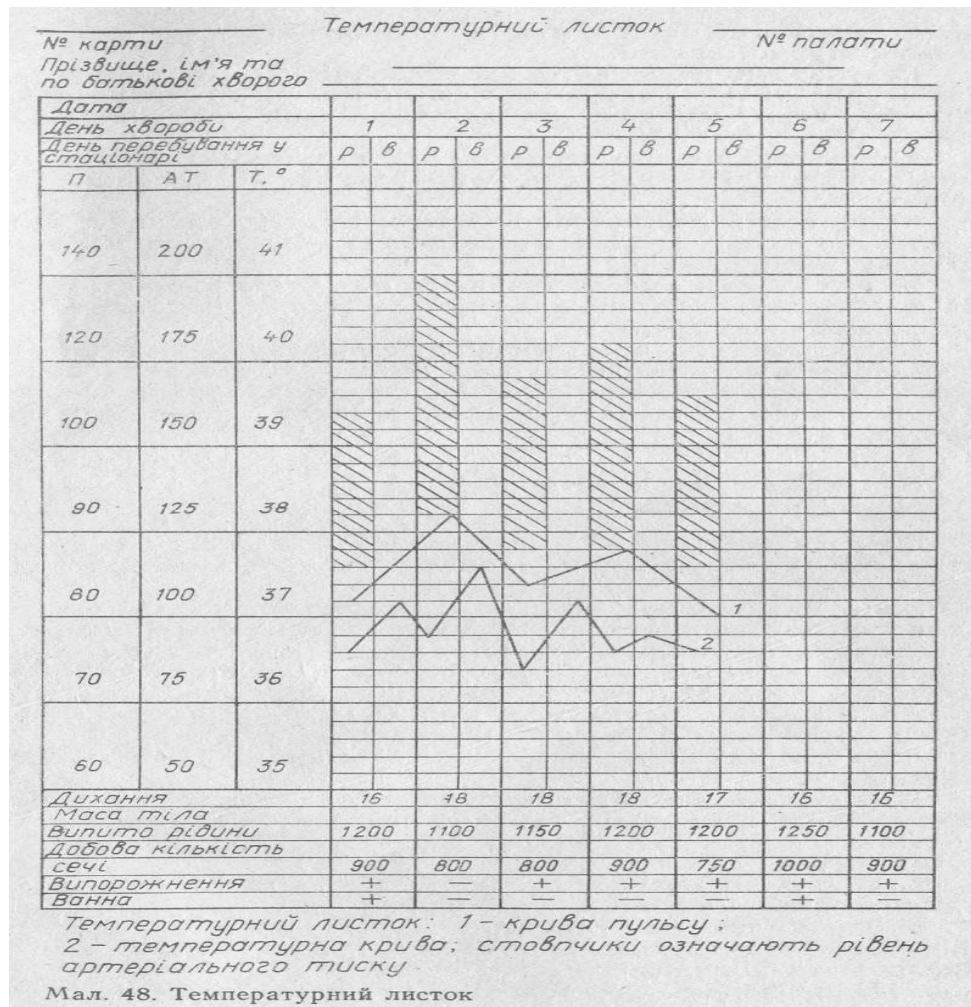 Температурний листок
№ карти № палати
Прізвище, ім'я та
по батькові хворого
Дата
День хвороби 1 2 3 4 5 6 7
День перебування у
стаціонарі р в р в р в р в р в р в р в
П АТ Т.°
140 200 41
120 175 40
100 150 39
90 125 38
80 100 37
1
2
70 75 36
60 50 35
Дихання 16 18 18 18 17 16 16
Маса тіла
Випито рідини 1200 1100 1150 1200 1200 1250 1100
Добова кількість
сечі 900 800 800 900 750 1000 900
Випорожнення + — + + + + +
Ванна + — — — — + —
Температурний листок: 1 – крива пульсу;
2 – температурна крива; стовпчики означають рівень
артеріального тиску
Мал. 48. Температурний листок